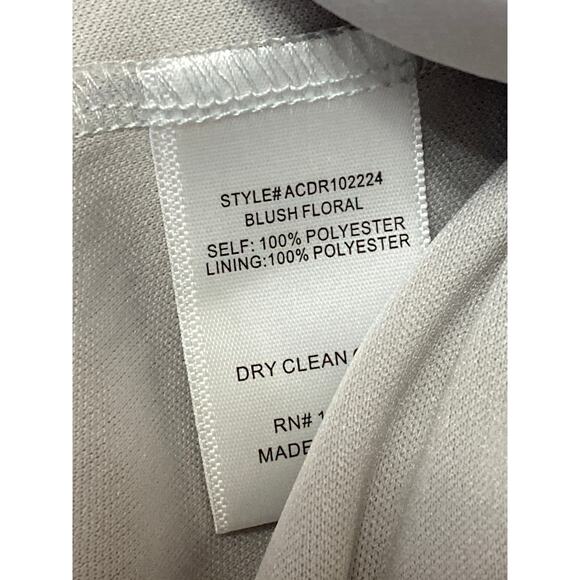 STYLE# ACDR102224
BLUSH FLORAL
SELF: 100% POLYESTER
LINING:100% POLYESTER
DRY CLEAN
RN# 1
MADE